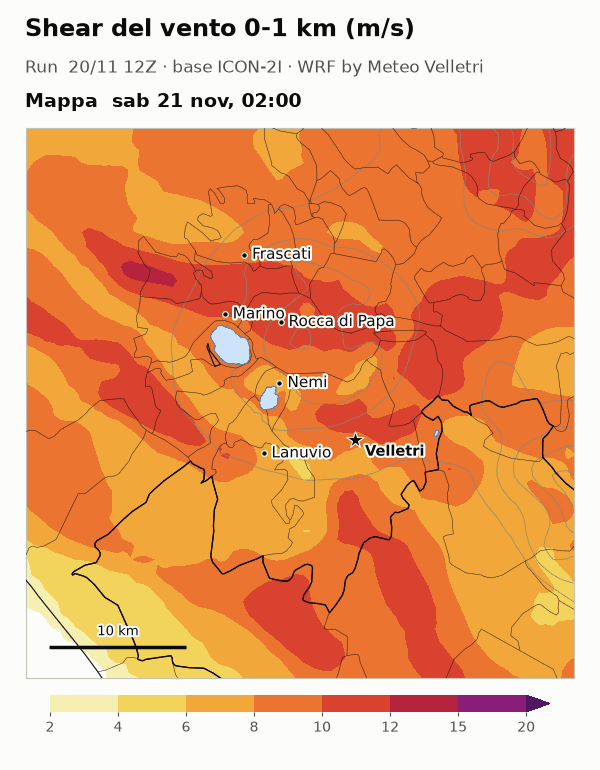 Shear del vento 0-1 km (m/s)
Run  20/11 12Z · base ICON-2I · WRF by Meteo Velletri
Mappa  sab 21 nov, 02:00
Frascati
Marino
Rocca di Papa
Nemi
Velletri
Lanuvio
10 km
2 4 6 8 10 12 15 20